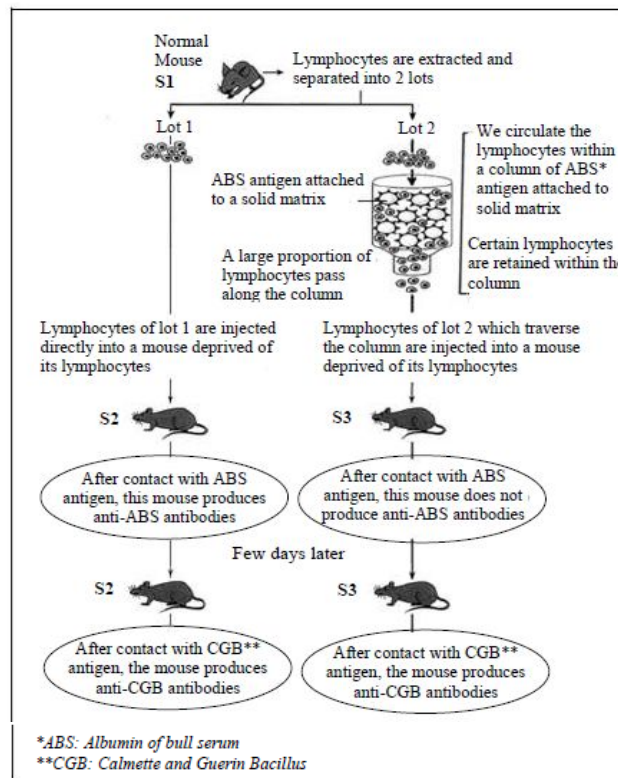 Normal
Mouse
S1
Lymphocytes are extracted and
separated into 2 lots
Lot 1
Lot 2
We circulate the
lymphocytes within
a column of ABS*
antigen attached to
solid matrix
ABS antigen attached
to a solid matrix
Certain lymphocytes
are retained within the
column
A large proportion of
lymphocytes pass
along the column
Lymphocytes of lot 1 are injected
directly into a mouse deprived of
its lymphocytes
Lymphocytes of lot 2 which traverse
the column are injected into a mouse
deprived of its lymphocytes
S2
S3
After contact with ABS
antigen, this mouse produces
anti-ABS antibodies
After contact with ABS
antigen, this mouse does not
produce anti-ABS antibodies
Few days later
S2
S3
After contact with CGB**
antigen, the mouse produces
anti-CGB antibodies
After contact with CGB**
antigen, the mouse produces
anti-CGB antibodies
*ABS: Albumin of bull serum
**CGB: Calmette and Guerin Bacillus